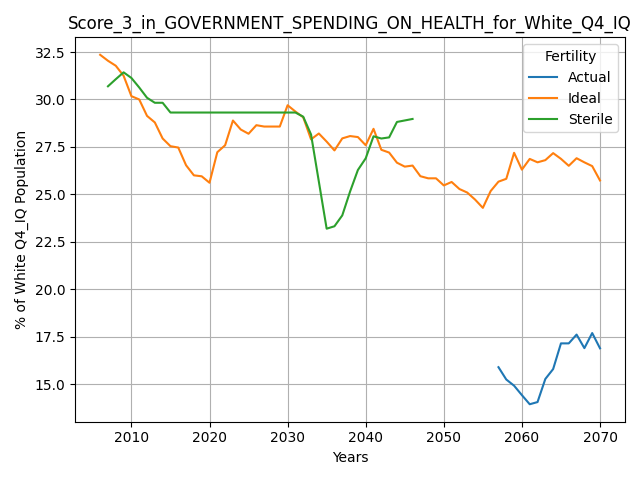 Score_3_in_GOVERNMENT_SPENDING_ON_HEALTH_for_White_Q4_IQ
Fertility
Actual
Ideal
Sterile
% of White Q4_IQ Population
32.5
30.0
27.5
25.0
22.5
20.0
17.5
15.0
2010 2020 2030 2040 2050 2060 2070
Years